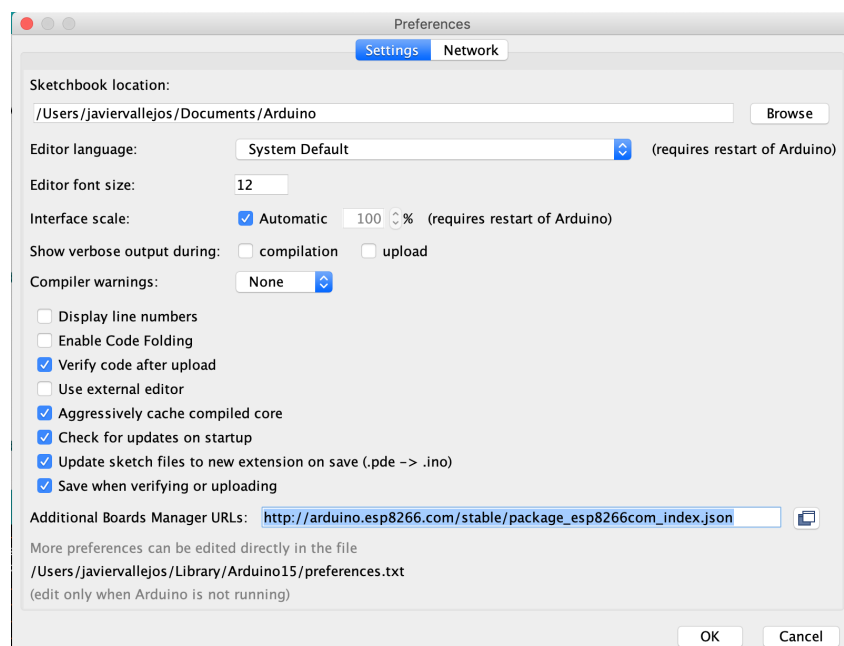 Preferences
Settings Network
Sketchbook location:
/Users/javiervallejos/Documents/Arduino Browse
Editor language: System Default (requires restart of Arduino)
Editor font size: 12
Interface scale: Automatic 100 % (requires restart of Arduino)
Show verbose output during: compilation upload
Compiler warnings: None
Display line numbers
Enable Code Folding
Verify code after upload
Use external editor
Aggressively cache compiled core
Check for updates on startup
Update sketch files to new extension on save (.pde -> .ino)
Save when verifying or uploading
Additional Boards Manager URLs: http://arduino.esp8266.com/stable/package_esp8266com_index.json
More preferences can be edited directly in the file
/Users/javiervallejos/Library/Arduino15/preferences.txt
(edit only when Arduino is not running)
OK Cancel